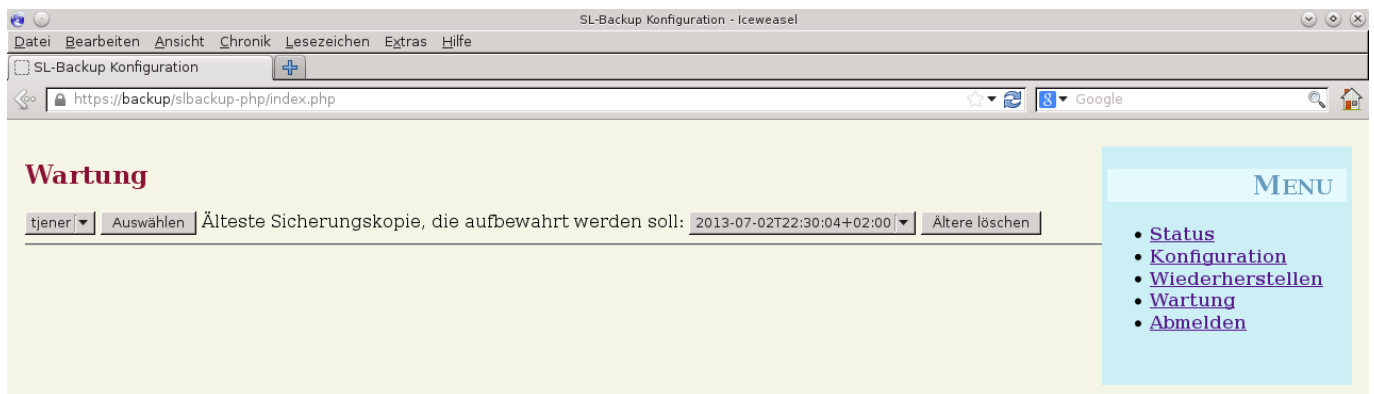 SL-Backup Konfiguration - Iceweasel
Datei Bearbeiten Ansicht Chronik Lesezeichen Extras Hilfe
SL-Backup Konfiguration
https://backup/slbackup-php/index.php
8 Google
Wartung
tjener Auswählen Älteste Sicherungskopie, die aufbewahrt werden soll: 2013-07-02T22:30:04+02:00 Ältere löschen
MENU
• Status
• Konfiguration
• Wiederherstellen
• Wartung
• Abmelden